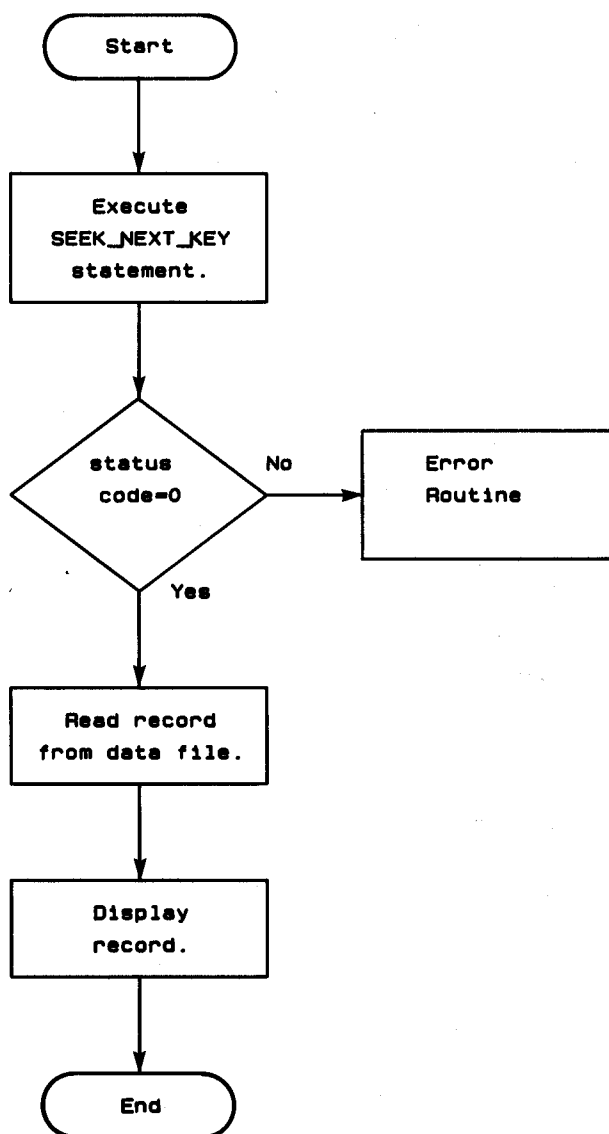 Start
Execute
SEEK_NEXT_KEY
statement.
status
code=0
No
Error
Routine
Yes
Read record
from data file.
Display
record.
End